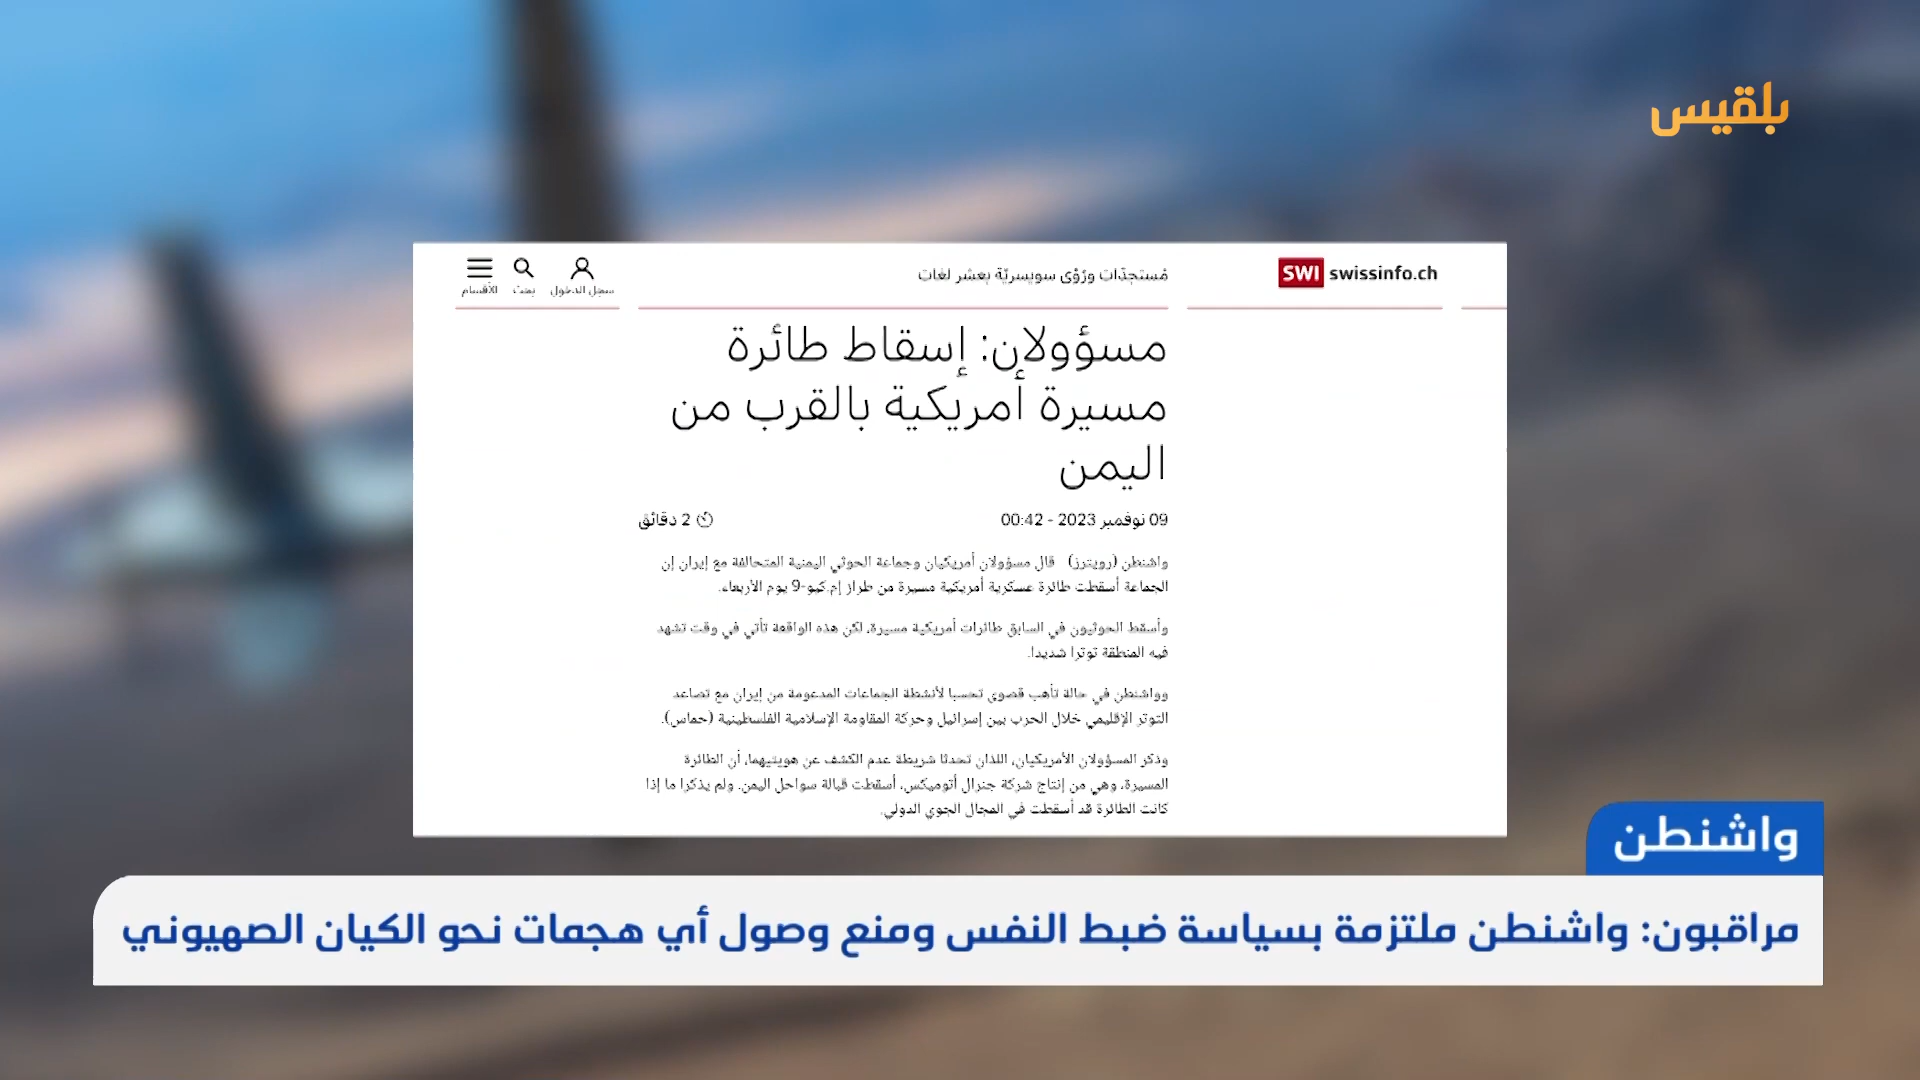 بلقيس
SWI swissinfo.ch
مُستجدّات ورُؤى سويسريّة بعشر لغات
سجل الدخول
بحث
الأقسام
مسؤولان: إسقاط طائرة
مسيرة أمريكية بالقرب من
اليمن
09 نوفمبر 2023 - 00:42
2 دقائق
واشنطن (رويترز) قال مسؤولان أمريكيان وجماعة الحوثي اليمنية المتحالفة مع إيران إن
الجماعة أسقطت طائرة عسكرية أمريكية مسيرة من طراز إم.كيو-9 يوم الأربعاء.
وأسقط الحوثيون في السابق طائرات أمريكية مسيرة، لكن هذه الواقعة تأتي في وقت تشهد
فيه المنطقة توترا شديدا.
وواشنطن في حالة تأهب قصوى تحسبا لأنشطة الجماعات المدعومة من إيران مع تصاعد
التوتر الإقليمي خلال الحرب بين إسرائيل وحركة المقاومة الإسلامية الفلسطينية (حماس).
وذكر المسؤولان الأمريكيان، اللذان تحدثا شريطة عدم الكشف عن هويتيهما، أن الطائرة
المسيرة، وهي من إنتاج شركة جنرال أتوميكس، أسقطت قبالة سواحل اليمن. ولم يذكرا ما إذا
كانت الطائرة قد أسقطت في المجال الجوي الدولي.
واشنطن
مراقبون: واشنطن ملتزمة بسياسة ضبط النفس ومنع وصول أي هجمات نحو الكيان الصهيوني